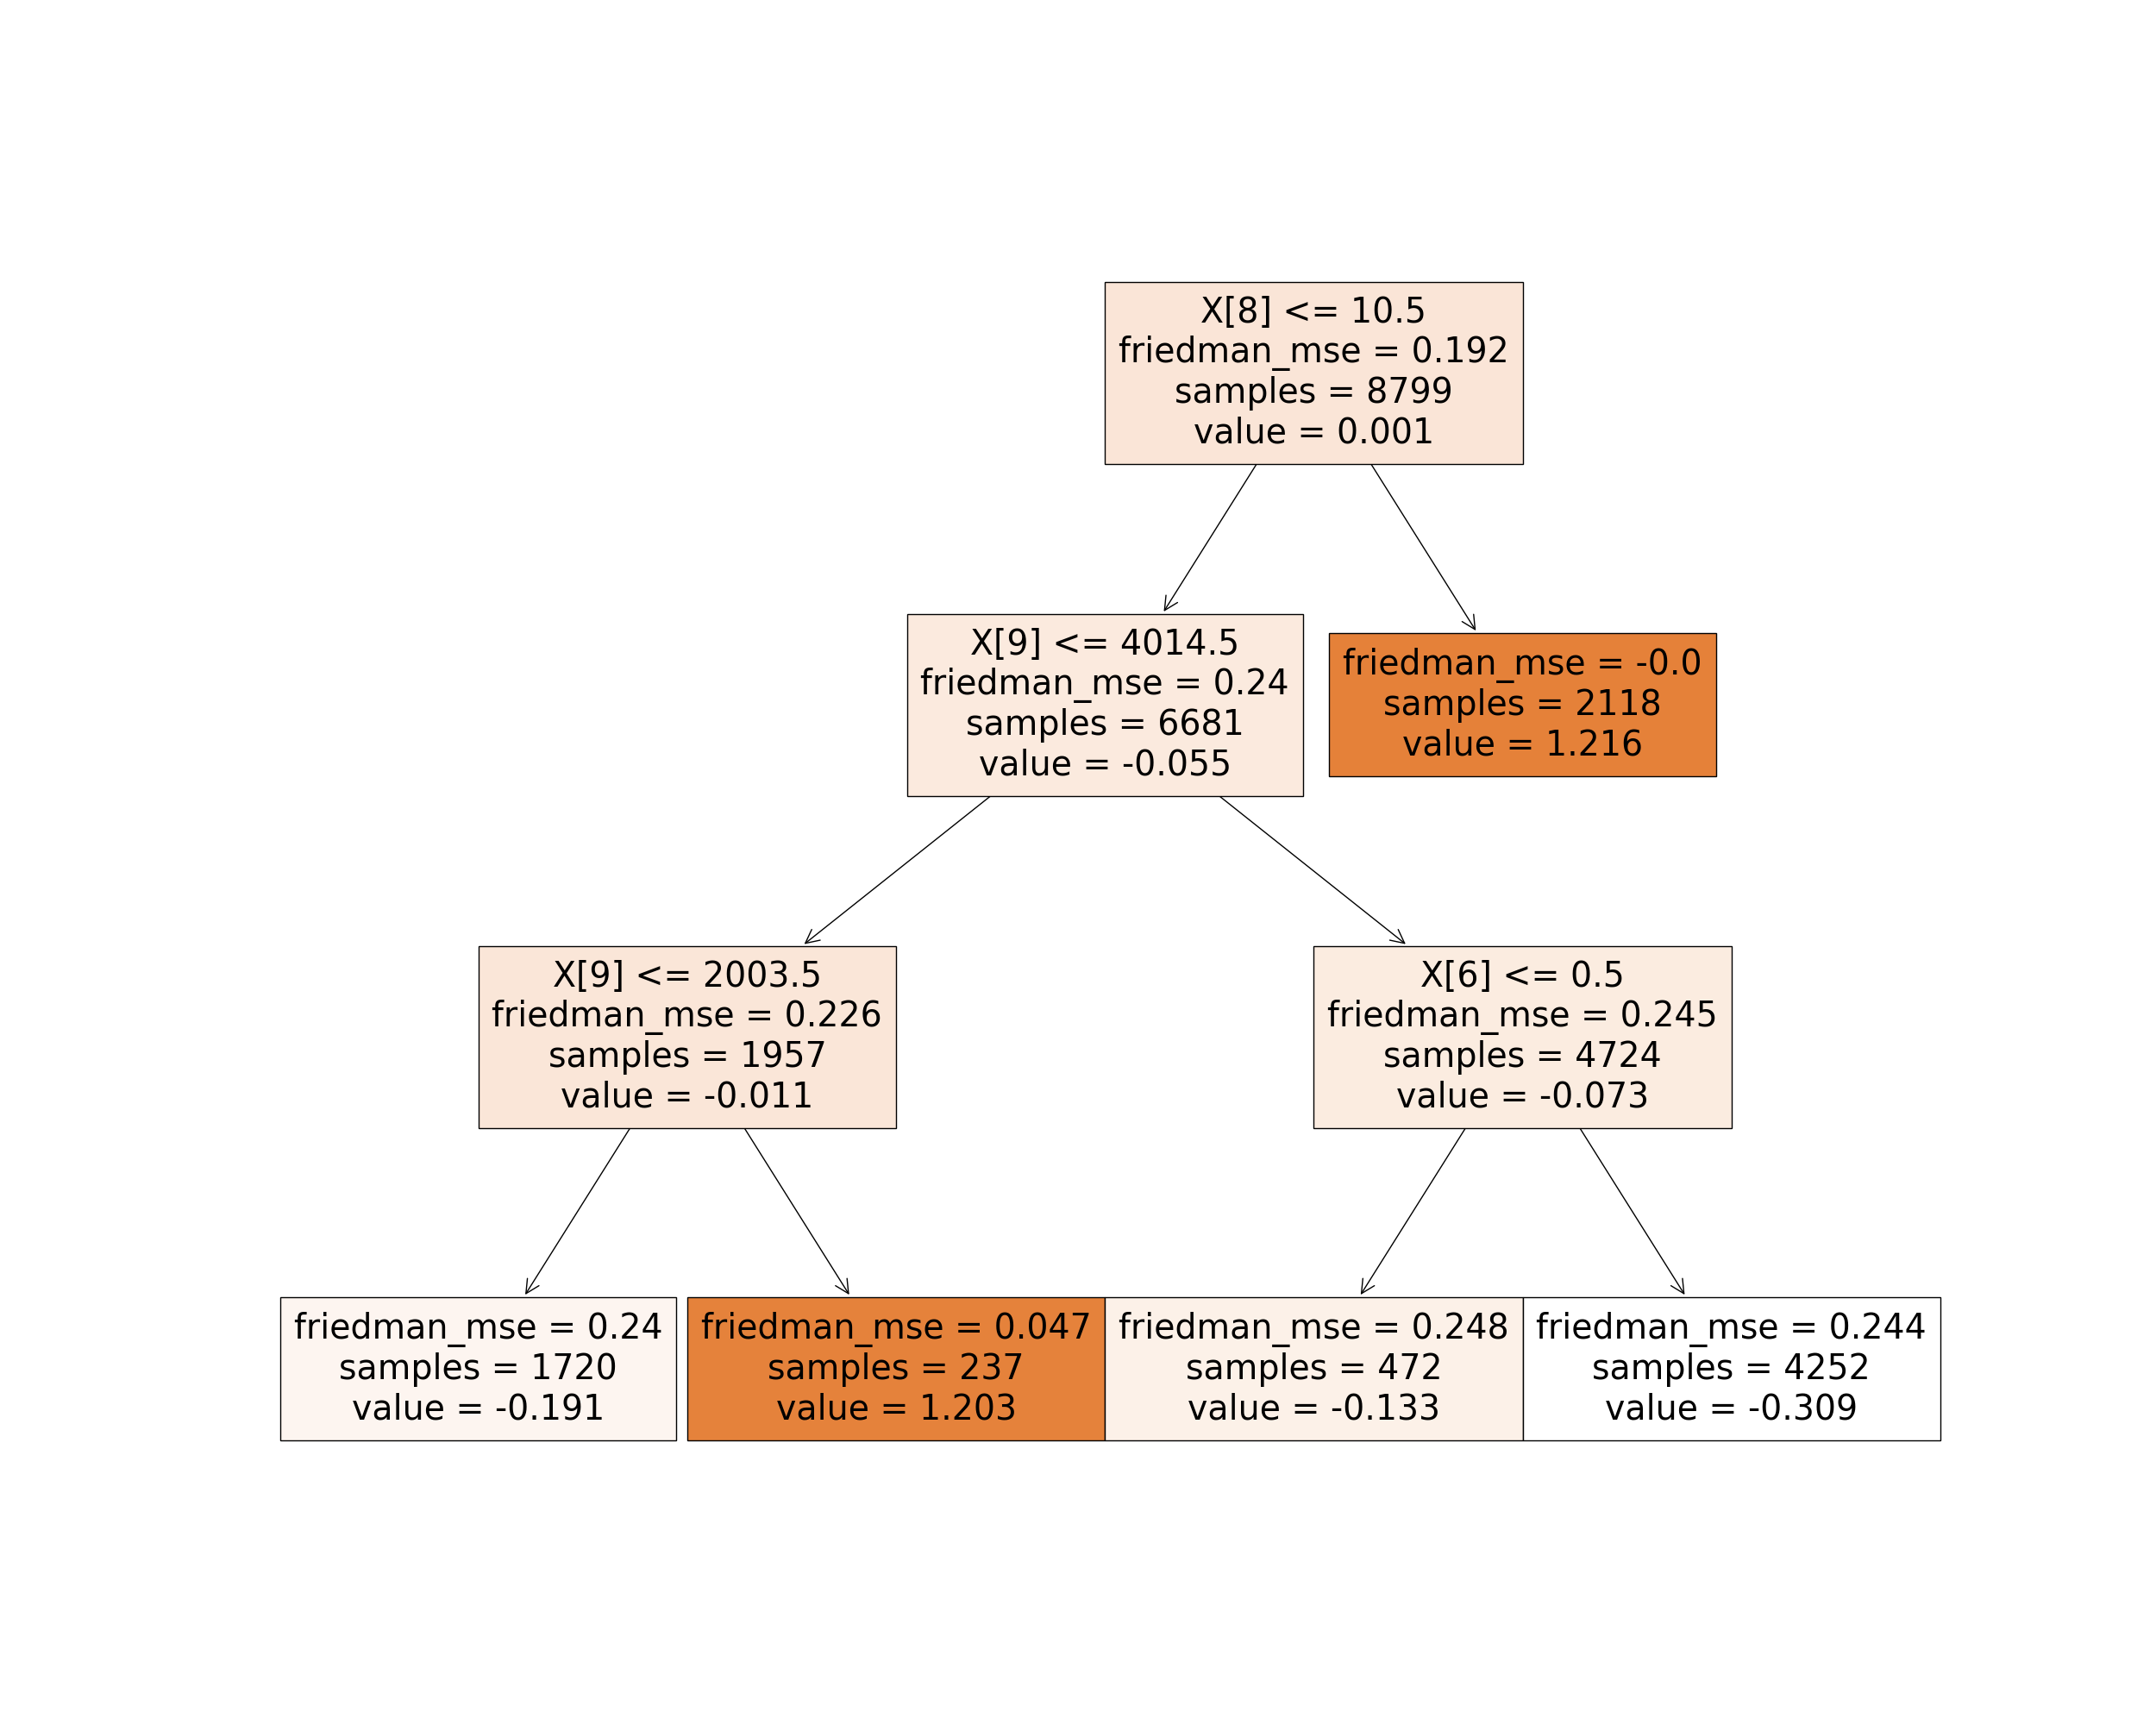 X[8] <= 10.5
friedman_mse = 0.192
samples = 8799
value = 0.001
X[9] <= 4014.5
friedman_mse = 0.24
samples = 6681
value = -0.055
friedman_mse = -0.0
samples = 2118
value = 1.216
X[9] <= 2003.5
friedman_mse = 0.226
samples = 1957
value = -0.011
X[6] <= 0.5
friedman_mse = 0.245
samples = 4724
value = -0.073
friedman_mse = 0.24
samples = 1720
value = -0.191
friedman_mse = 0.047
samples = 237
value = 1.203
friedman_mse = 0.248
samples = 472
value = -0.133
friedman_mse = 0.244
samples = 4252
value = -0.309